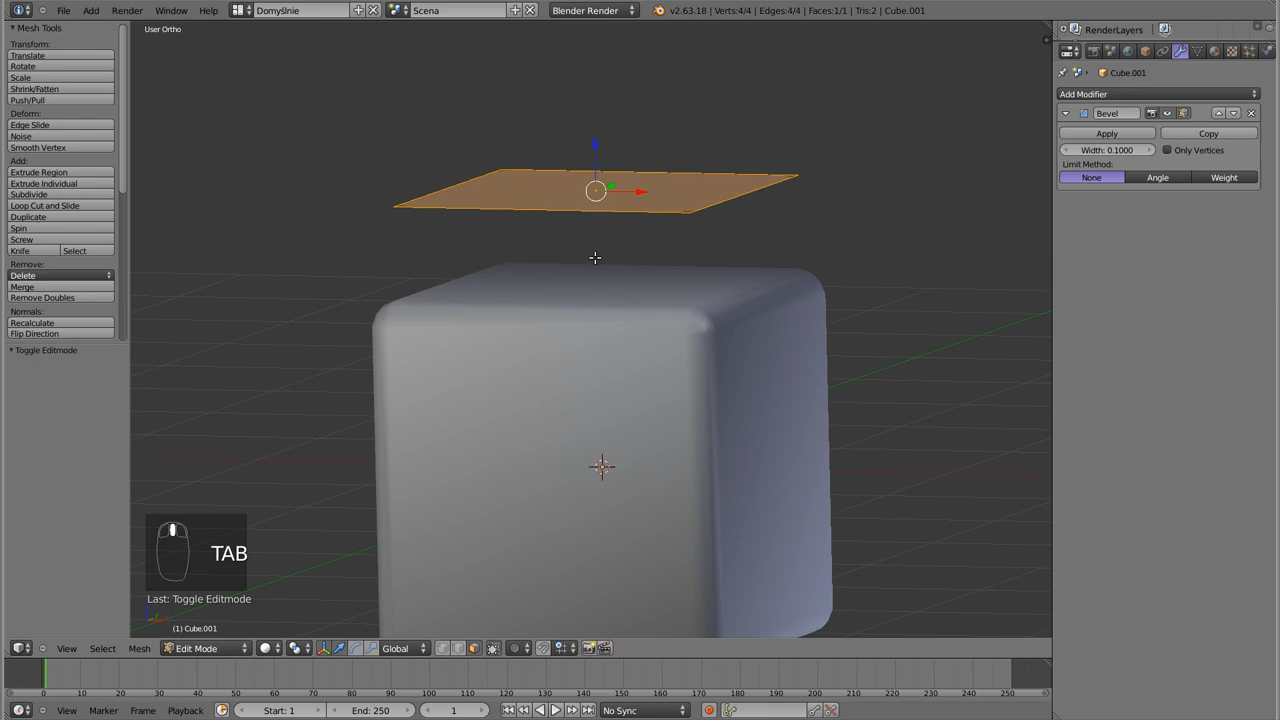 File Add Render Window Help Domyślnie Scena Blender Render v2.63.18 | Verts:4/4 | Edges:4/4 | Faces:1/1 | Tris:2 | Cube.001
Mesh Tools
Transform:
Translate
Rotate
Scale
Shrink/Fatten
Push/Pull
Deform:
Edge Slide
Noise
Smooth Vertex
Add:
Extrude Region
Extrude Individual
Subdivide
Loop Cut and Slide
Duplicate
Spin
Screw
Knife Select
Remove:
Delete
Merge
Remove Doubles
Normals:
Recalculate
Flip Direction
Toggle Editmode
User Ortho
TAB
Last: Toggle Editmode
(1) Cube.001
RenderLayers |
Cube.001
Add Modifier
Bevel
Apply Copy
Width: 0.1000 Only Vertices
Limit Method:
None Angle Weight
View Select Mesh Edit Mode Global
0 10 20 30 40 50 60 70 80 90 100 110 120 130 140 150 160 170 180 190 200 210 220 230 240 250
View Marker Frame Playback Start: 1 End: 250 1 No Sync